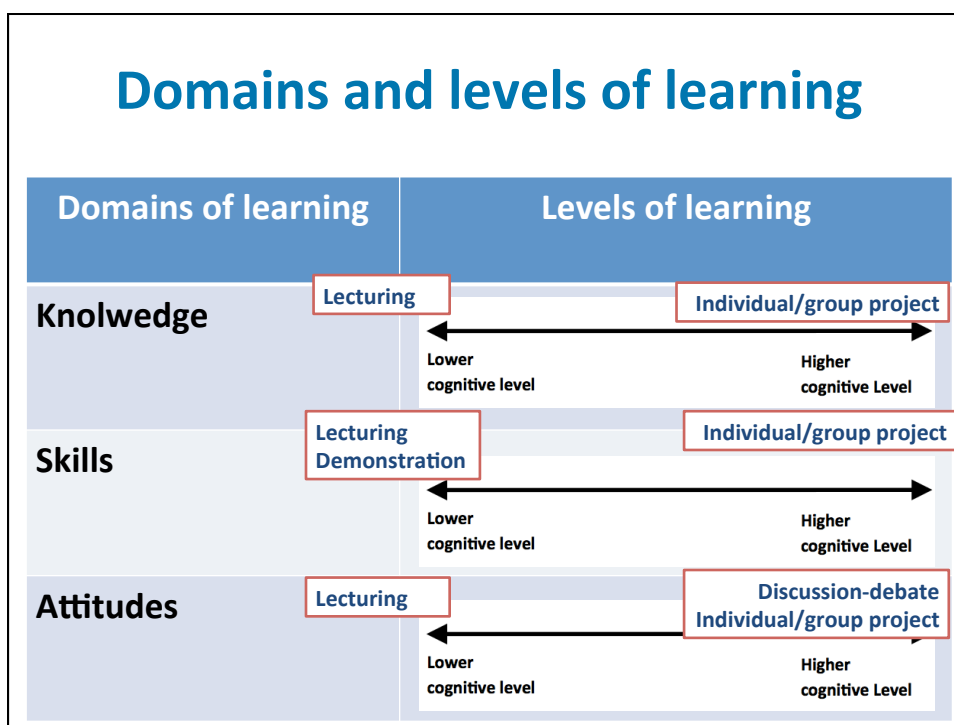 Domains and levels of learning
Domains of learning
Levels of learning
Knolwedge
Lecturing
Individual/group project
Lower
cognitive level
Higher
cognitive Level
Skills
Lecturing
Demonstration
Individual/group project
Lower
cognitive level
Higher
cognitive Level
Attitudes
Lecturing
Discussion-debate
Individual/group project
Lower
cognitive level
Higher
cognitive Level